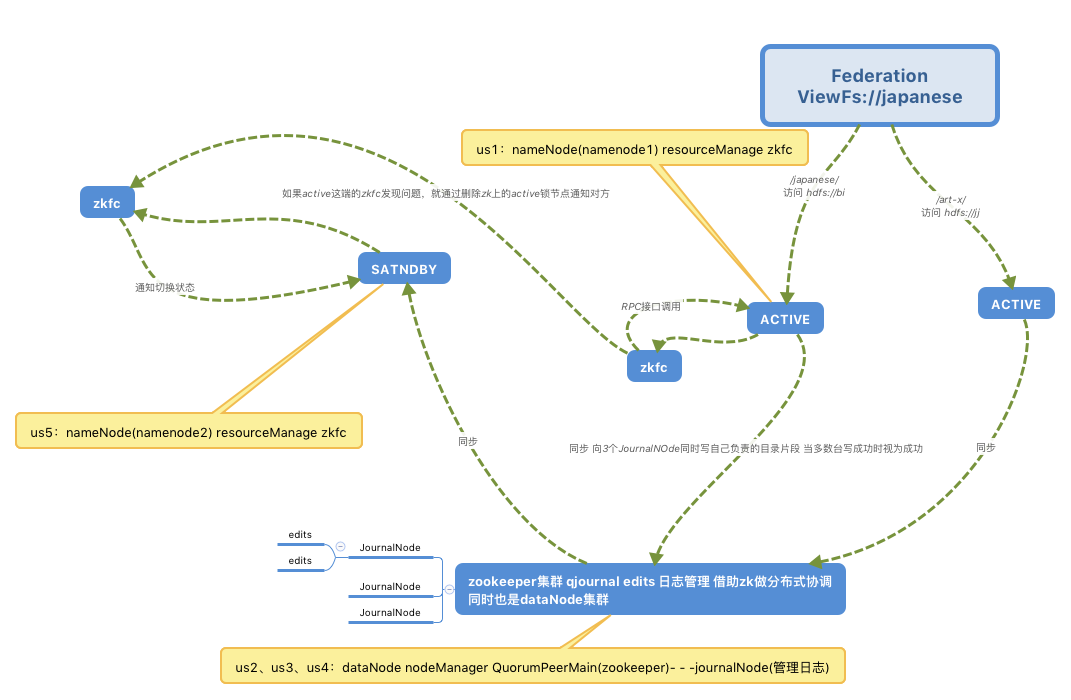 Federation
ViewFs://japanese
us1：nameNode(namenode1) resourceManage zkfc
/japanese/
访问 hdfs://bi
/art-x/
访问 hdfs://jj
zkfc
如果active这端的zkfc发现问题，就通过删除zk上的active锁节点通知对方
SATNDBY
通知切换状态
RPC接口调用
ACTIVE
ACTIVE
zkfc
us5：nameNode(namenode2) resourceManage zkfc
同步
同步 向3个JournalNOde同时写自己负责的目录片段 当多数台写成功时视为成功
同步
edits
JournalNode
edits
JournalNode
JournalNode
zookeeper集群 qjournal edits 日志管理 借助zk做分布式协调
同时也是dataNode集群
us2、us3、us4：dataNode nodeManager QuorumPeerMain(zookeeper)- - -journalNode(管理日志)